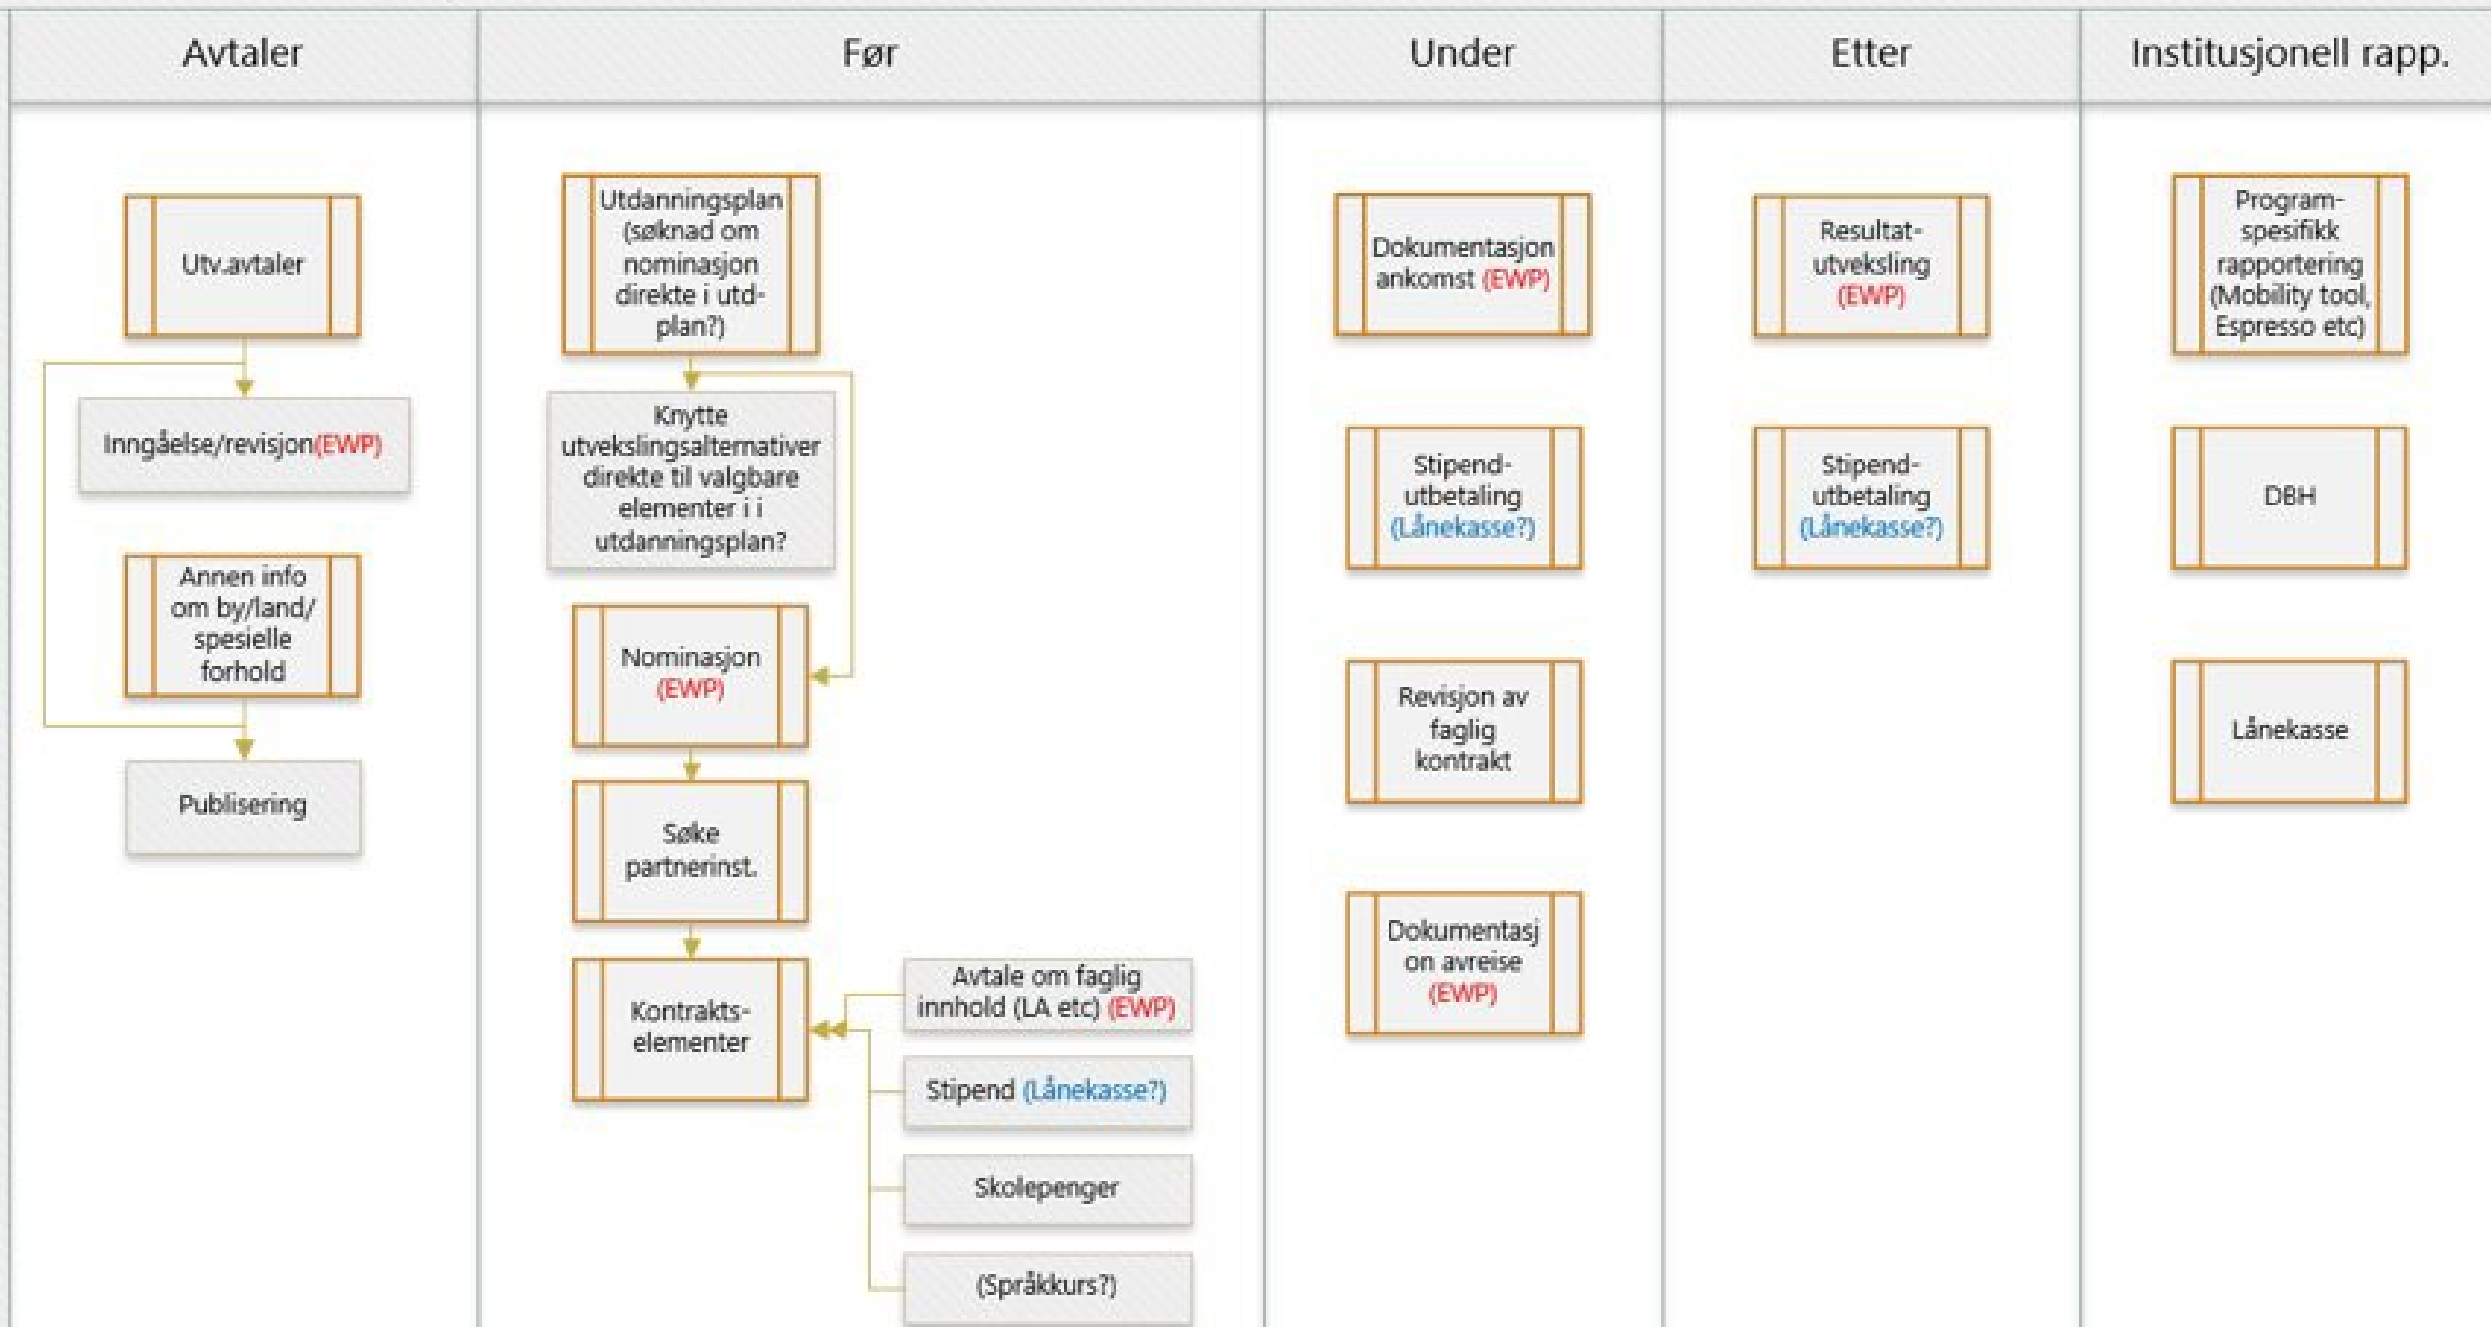 Avtaler
Før
Under
Etter
Institusjonell rapp.
Utv.avtaler
Inngåelse/revisjon(EWP)
Annen info
om by/land/
spesielle
forhold
Publisering
Utdanningsplan
(søknad om
nominasjon
direkte i utd-
plan?)
Knytte
utvekslingsalternativer
direkte til valgbare
elementer i i
utdanningsplan?
Nominasjon
(EWP)
Søke
partnerinst.
Kontrakts-
elementer
Avtale om faglig
innhold (LA etc) (EWP)
Stipend (Lånekasse?)
Skolepenger
(Språkkurs?)
Dokumentasjon
ankomst (EWP)
Stipend-
utbetaling
(Lånekasse?)
Revisjon av
faglig
kontrakt
Dokumentasj
on avreise
(EWP)
Resultat-
utveksling
(EWP)
Stipend-
utbetaling
(Lånekasse?)
Program-
spesifikk
rapportering
(Mobility tool,
Espresso etc)
DBH
Lånekasse